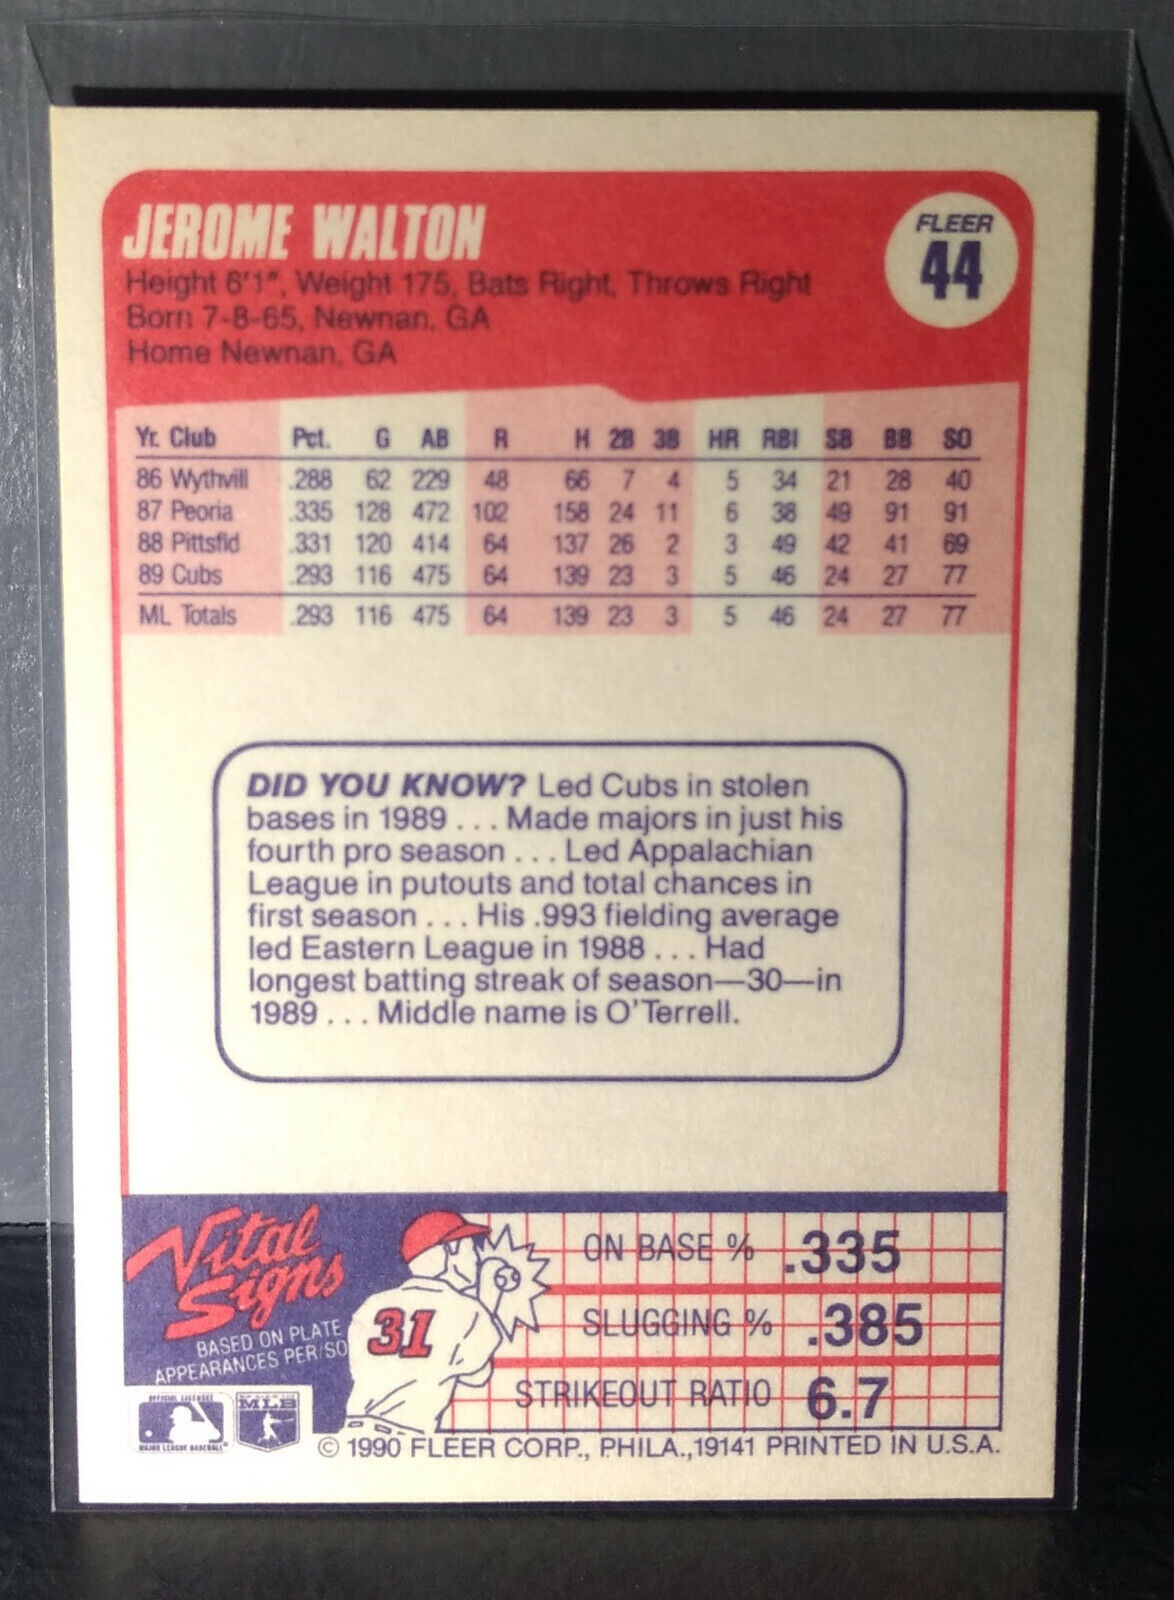 JEROME WALTON
FLEER
44
Height 6'1", Weight 175, Bats Right, Throws Right
Born 7-8-65, Newnan, GA
Home Newnan, GA
Yr. Club Pct. G AB R H 2B 3B HR RBI SB BB SO
86 Wythvill .288 62 229 48 66 7 4 5 34 21 28 40
87 Peoria .335 128 472 102 158 24 11 6 38 49 91 91
88 Pittsfld .331 120 414 64 137 26 2 3 49 42 41 69
89 Cubs .293 116 475 64 139 23 3 5 46 24 27 77
ML Totals .293 116 475 64 139 23 3 5 46 24 27 77
DID YOU KNOW? Led Cubs in stolen
bases in 1989 . . . Made majors in just his
fourth pro season . . . Led Appalachian
League in putouts and total chances in
first season . . . His .993 fielding average
led Eastern League in 1988 . . . Had
longest batting streak of season—30—in
1989 . . . Middle name is O'Terrell.
Vital
Signs
BASED ON PLATE
APPEARANCES PER/SO
31
ON BASE % .335
SLUGGING % .385
STRIKEOUT RATIO 6.7
OFFICIAL LICENSEE
MAJOR LEAGUE BASEBALL
MLB
© 1990 FLEER CORP., PHILA.,19141 PRINTED IN U.S.A.